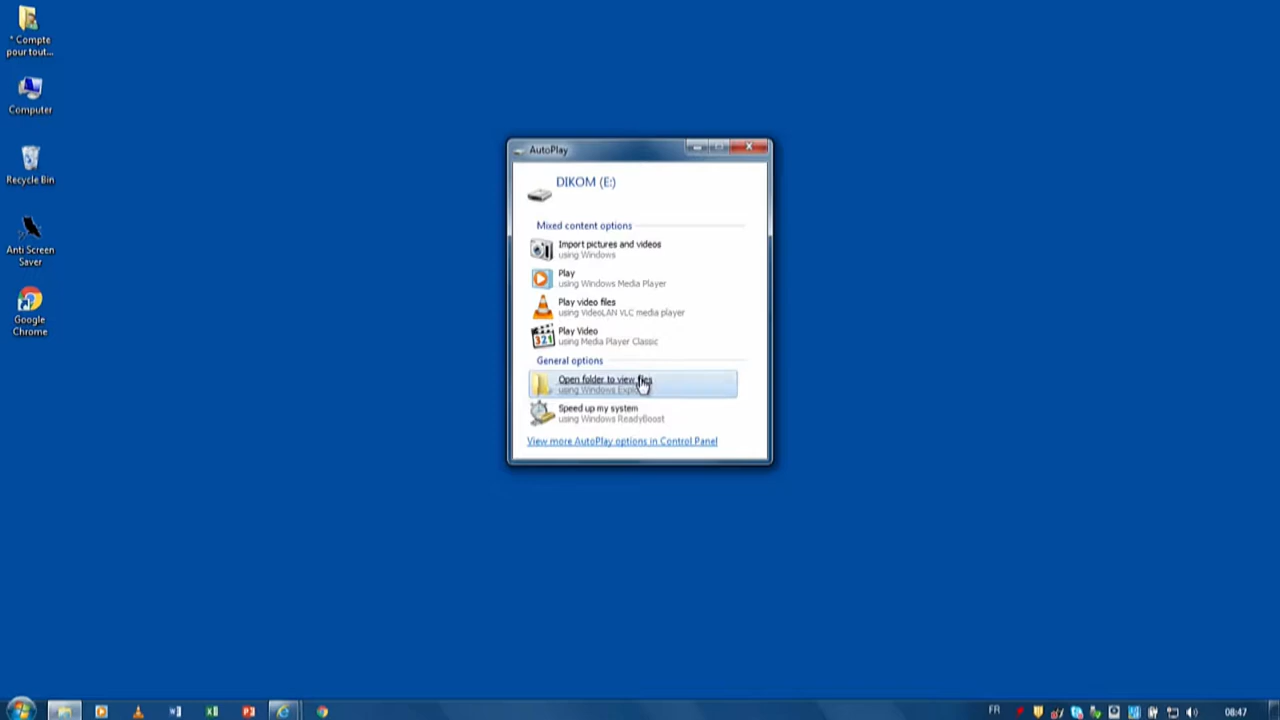 * Compte
pour tout...
Computer
Recycle Bin
Anti Screen
Saver
Google
Chrome
AutoPlay
DIKOM (E:)
Mixed content options
Import pictures and videos
using Windows
Play
using Windows Media Player
Play video files
using VideoLAN VLC media player
Play Video
using Media Player Classic
General options
Open folder to view files
using Windows
Speed up my system
using Windows ReadyBoost
View more AutoPlay options in Control Panel
FR
08:47